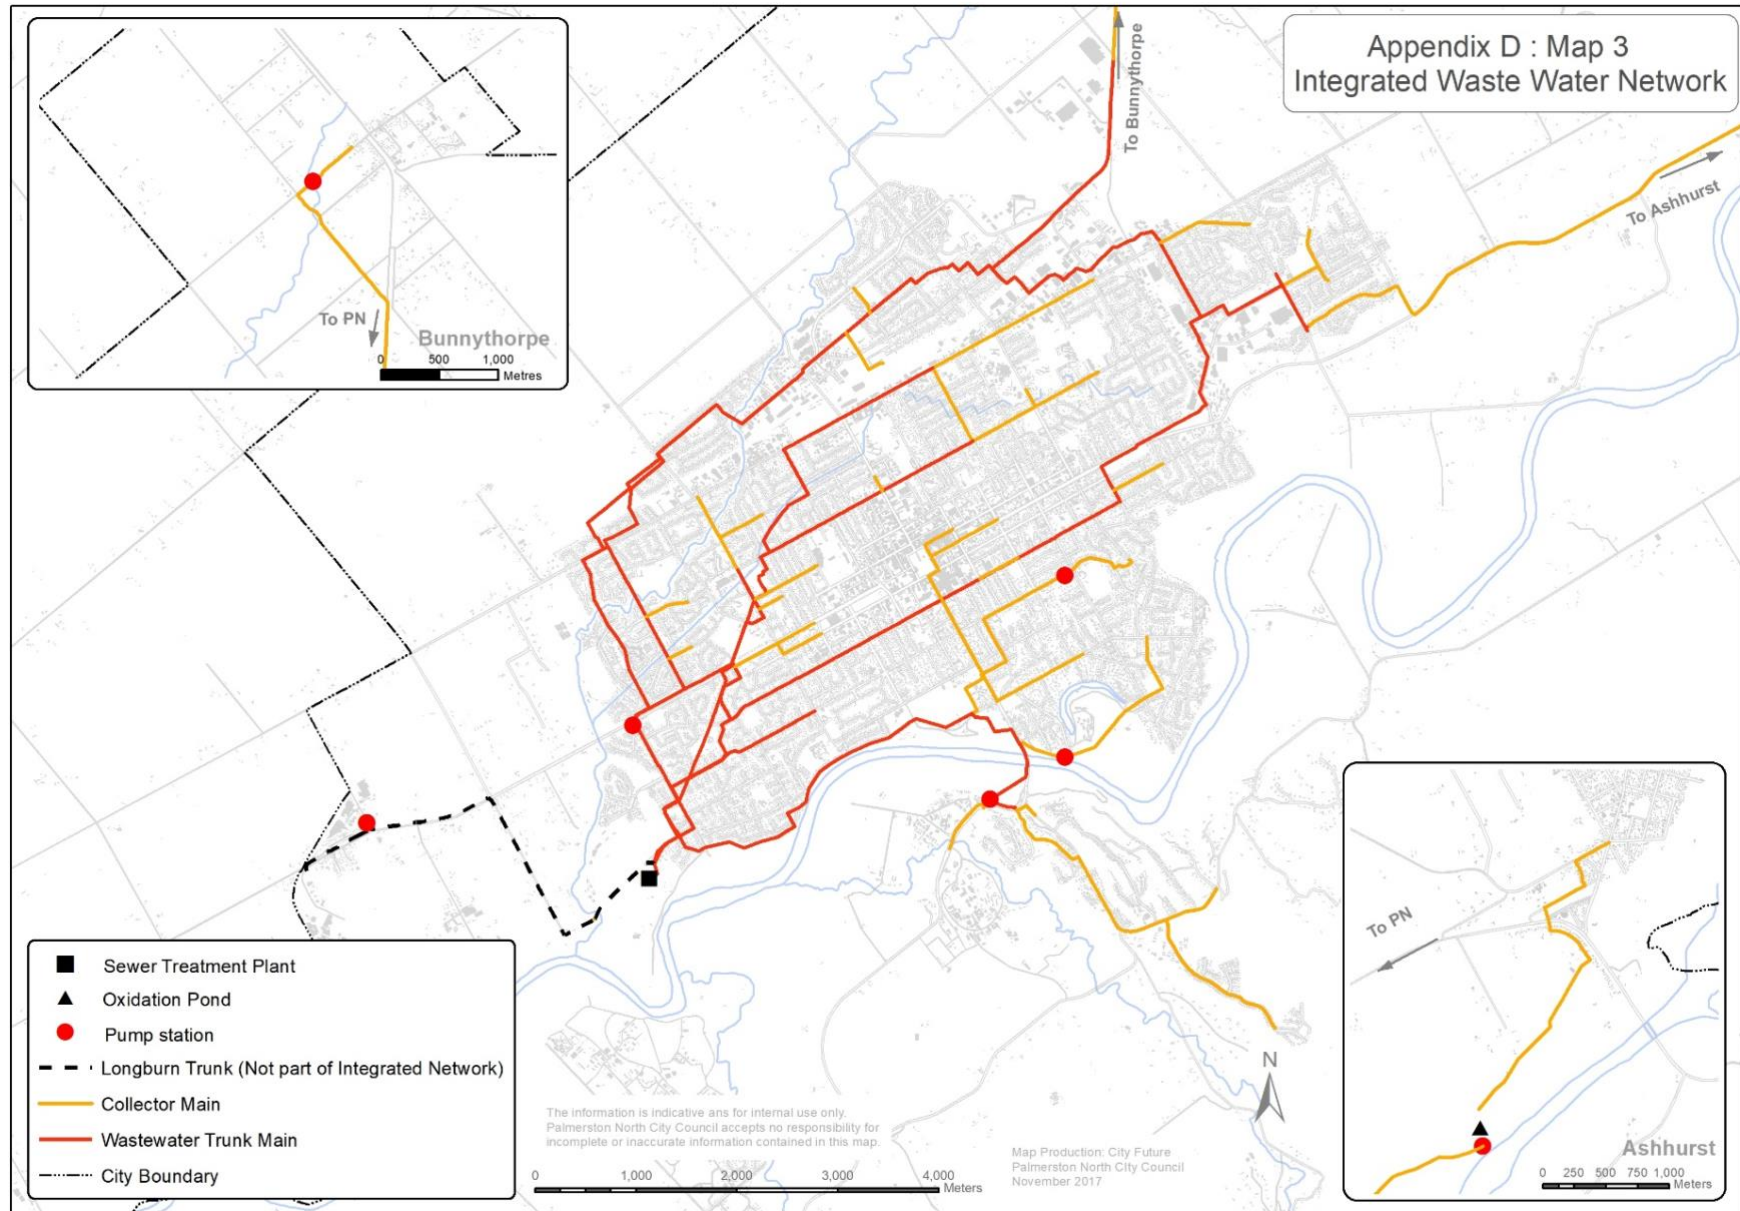 Appendix D : Map 3
Integrated Waste Water Network
To Bunnythorpe
To Ashhurst
To PN
Bunnythorpe
0 500 1,000
Metres
Sewer Treatment Plant
Oxidation Pond
Pump station
Longburn Trunk (Not part of Integrated Network)
Collector Main
Wastewater Trunk Main
City Boundary
The information is indicative ans for internal use only.
Palmerston North City Council accepts no responsibility for
incomplete or inaccurate information contained in this map.
0 1,000 2,000 3,000 4,000
Meters
Map Production: City Future
Palmerston North CIty Council
November 2017
N
To PN
Ashhurst
0 250 500 750 1,000
Meters